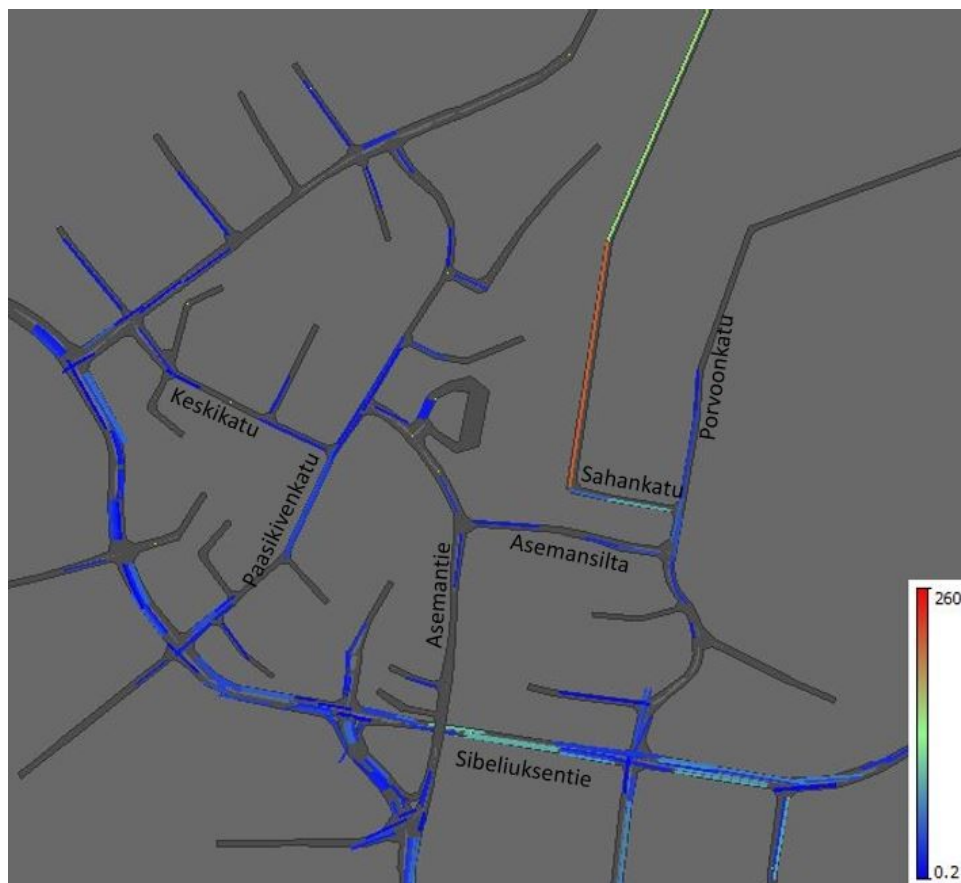 Keskikatu
Paasikivenkatu
Asemantie
Asemansilta
Sahankatu
Porvoonkatu
Sibeliuksentie
260
0.2